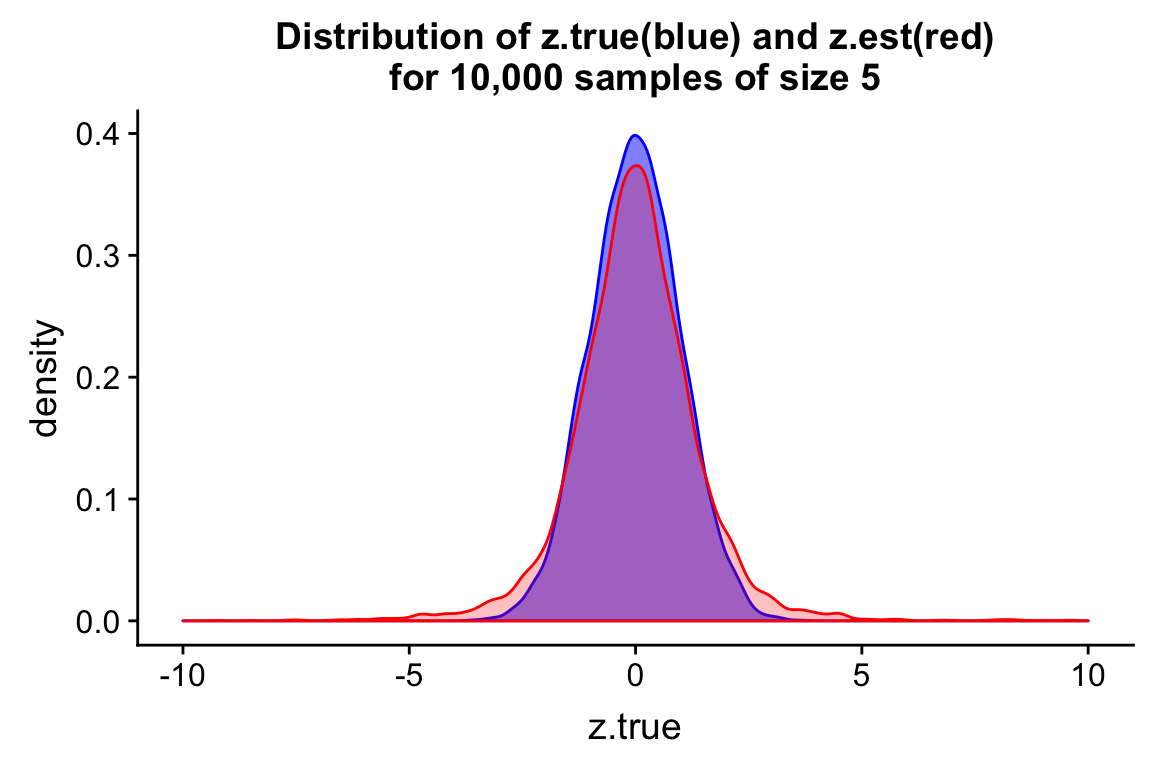 Distribution of z.true(blue) and z.est(red)
for 10,000 samples of size 5
density
0.4
0.3
0.2
0.1
0.0
-10 -5 0 5 10
z.true